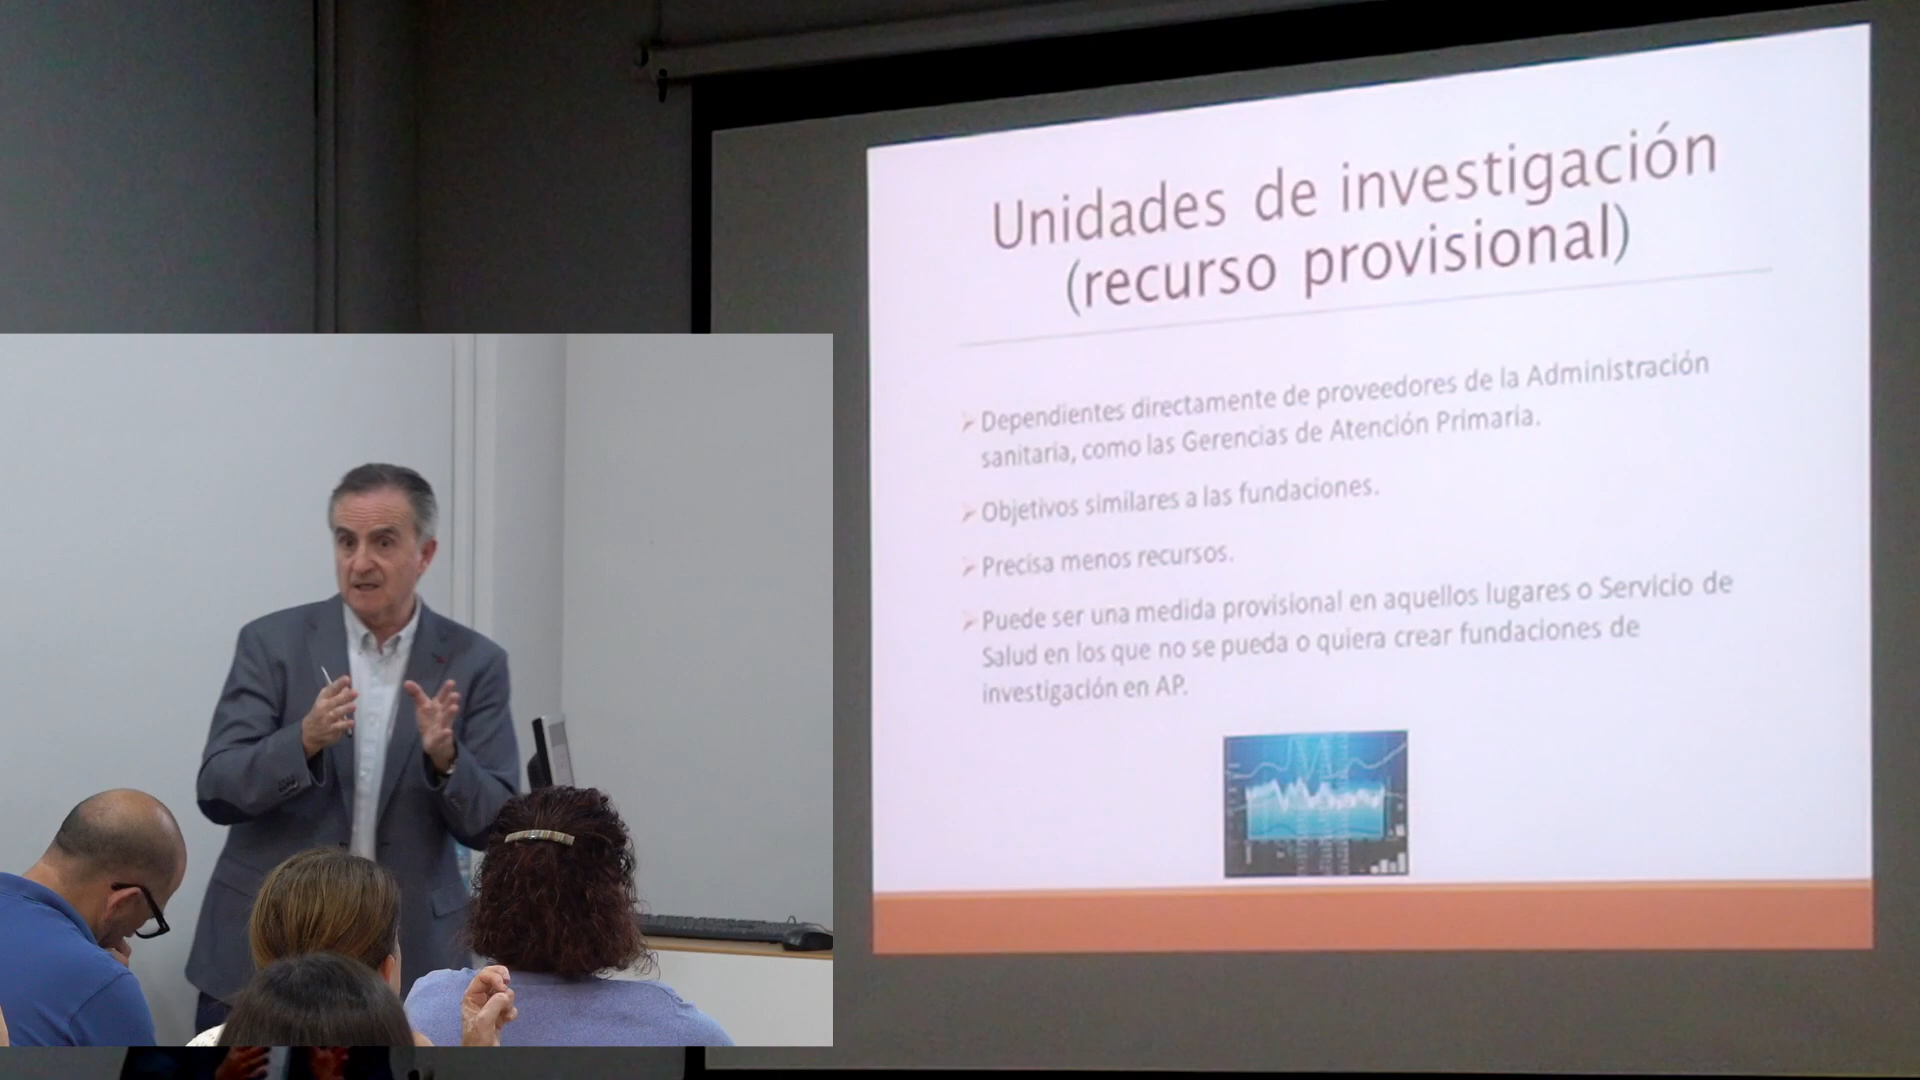 Unidades de investigación
(recurso provisional)
Dependientes directamente de proveedores de la Administración
sanitaria, como las Gerencias de Atención Primaria.
Objetivos similares a las fundaciones.
Precisa menos recursos.
Puede ser una medida provisional en aquellos lugares o Servicio de
Salud en los que no se pueda o quiera crear fundaciones de
investigación en AP.